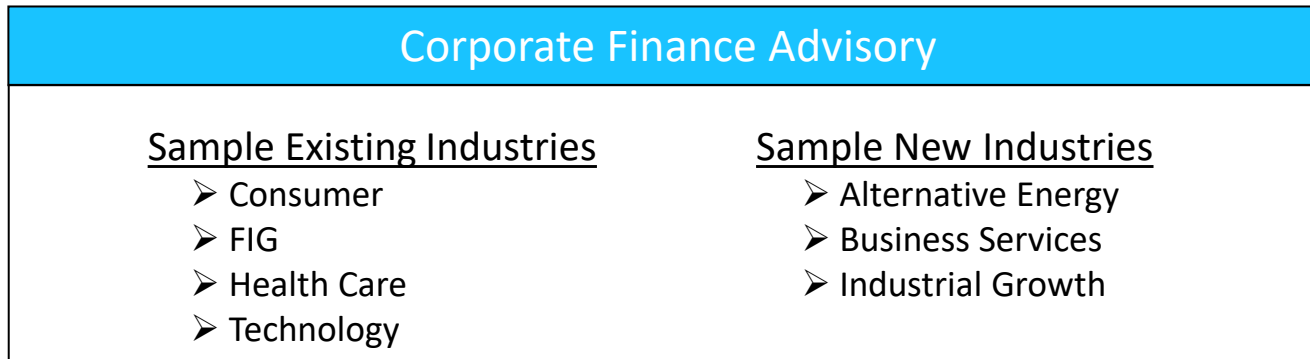 Corporate Finance Advisory
Sample Existing Industries
➢ Consumer
➢ FIG
➢ Health Care
➢ Technology
Sample New Industries
➢ Alternative Energy
➢ Business Services
➢ Industrial Growth